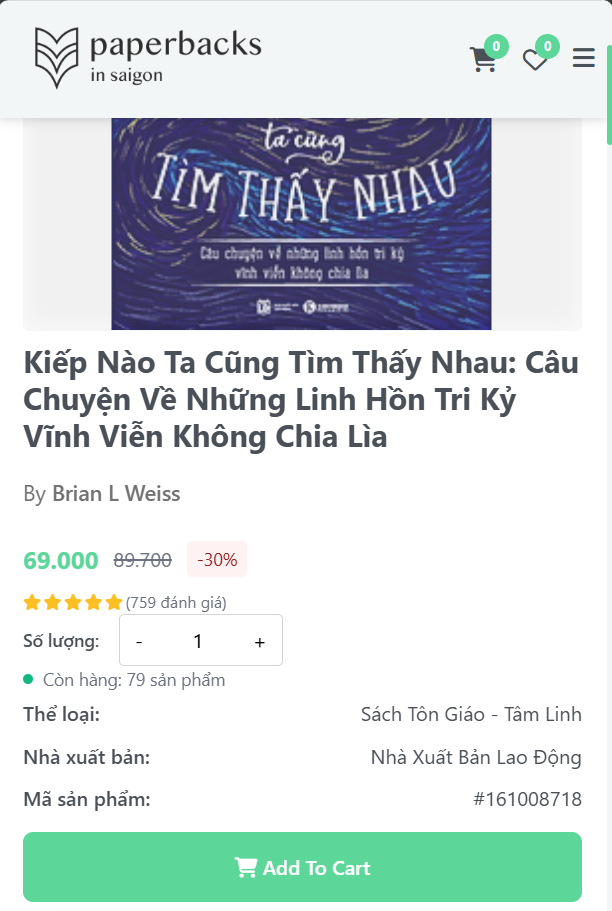 paperbacks
in saigon
0
0
ta cũng
TÌM THẤY NHAU
Câu chuyện về những linh hồn tri kỷ
vĩnh viễn không chia lìa
Kiếp Nào Ta Cũng Tìm Thấy Nhau: Câu
Chuyện Về Những Linh Hồn Tri Kỷ
Vĩnh Viễn Không Chia Lìa
By Brian L Weiss
69.000 89.700 -30%
(759 đánh giá)
Số lượng: - 1 +
Còn hàng: 79 sản phẩm
Thể loại: Sách Tôn Giáo - Tâm Linh
Nhà xuất bản: Nhà Xuất Bản Lao Động
Mã sản phẩm: #161008718
Add To Cart